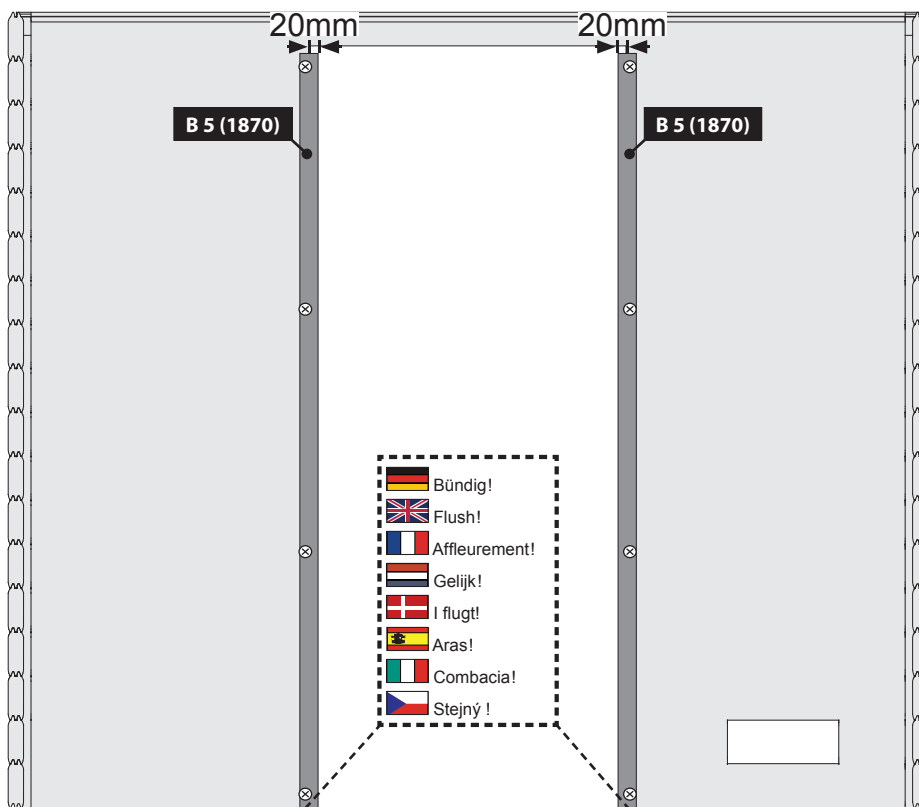 20mm 20mm
B 5 (1870) B 5 (1870)
Bündig!
Flush!
Affleurement!
Gelijk!
I flugt!
Aras!
Combacia!
Stejný !